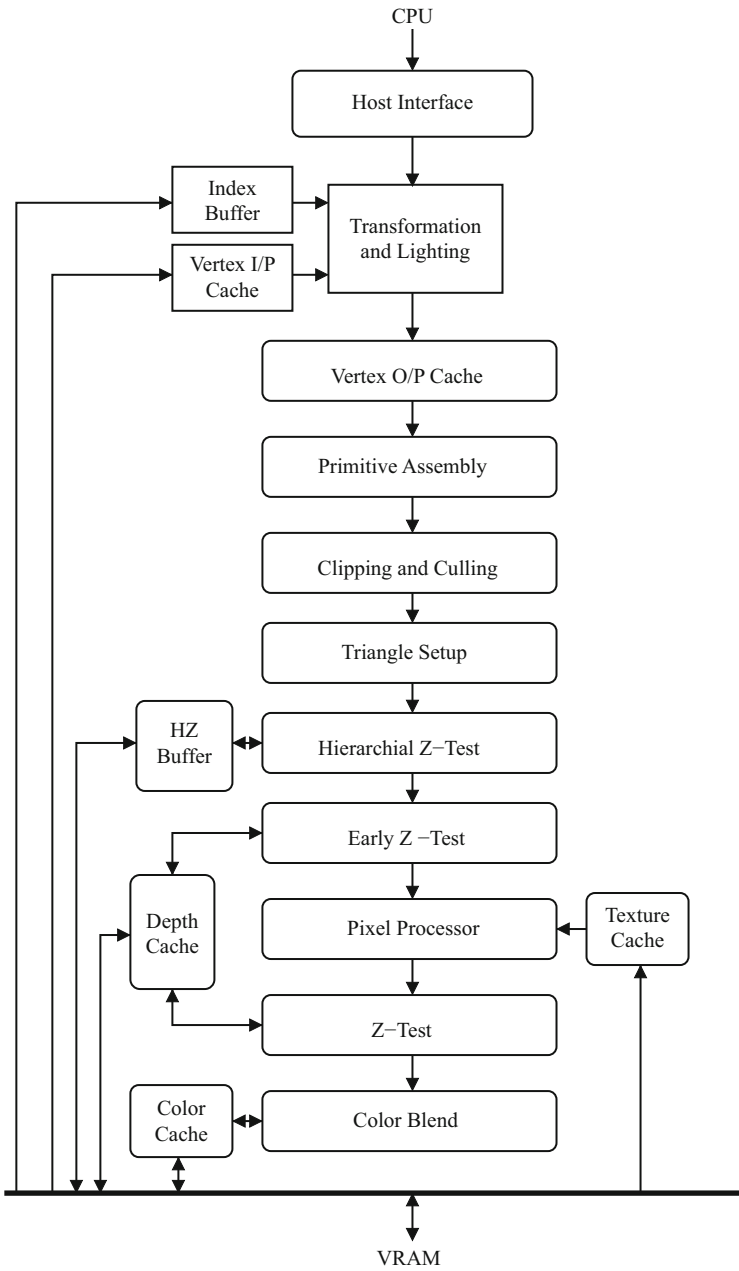 CPU
Host Interface
Index
Buffer
Transformation
and Lighting
Vertex I/P
Cache
Vertex O/P Cache
Primitive Assembly
Clipping and Culling
Triangle Setup
HZ
Buffer
Hierarchial Z−Test
Early Z −Test
Depth
Cache
Pixel Processor
Texture
Cache
Z−Test
Color
Cache
Color Blend
VRAM